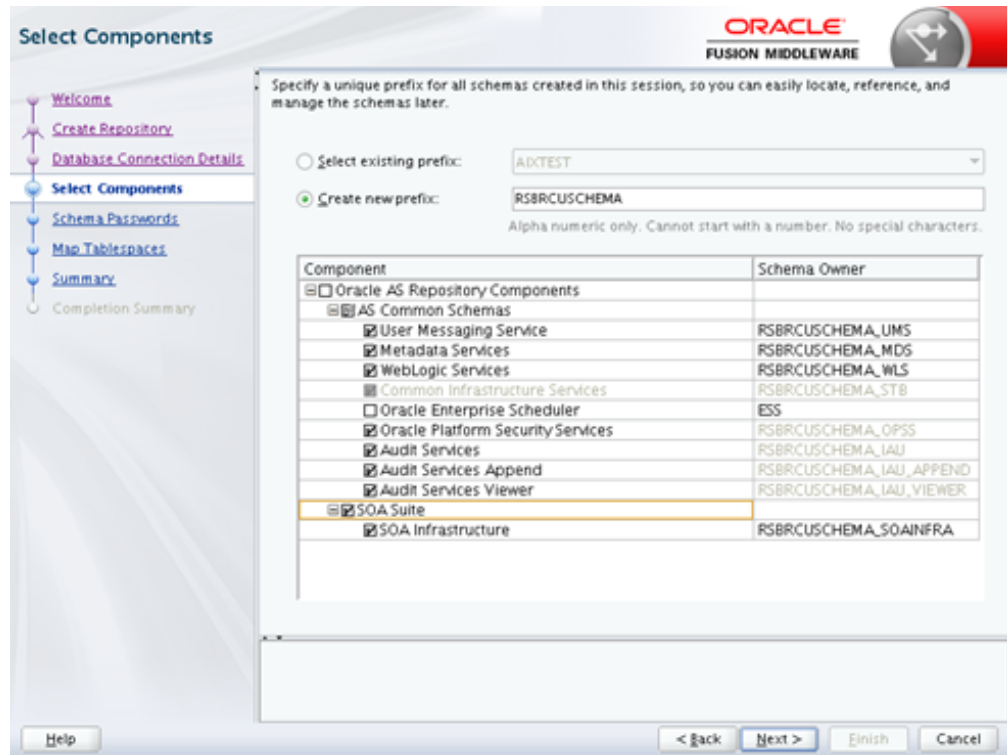 Select Components
ORACLE
FUSION MIDDLEWARE
Welcome
Create Repository
Database Connection Details
Select Components
Schema Passwords
Map Tablespaces
Summary
Completion Summary
Specify a unique prefix for all schemas created in this session, so you can easily locate, reference, and
manage the schemas later.
Select existing prefix: AIXTEST
Create new prefix: RSBRCUSCHEMA
Alpha numeric only. Cannot start with a number. No special characters.
Component Schema Owner
Oracle AS Repository Components
AS Common Schemas
User Messaging Service RSBRCUSCHEMA_UMS
Metadata Services RSBRCUSCHEMA_MDS
WebLogic Services RSBRCUSCHEMA_WLS
Common Infrastructure Services RSBRCUSCHEMA_STB
Oracle Enterprise Scheduler ESS
Oracle Platform Security Services RSBRCUSCHEMA_OPSS
Audit Services RSBRCUSCHEMA_IAU
Audit Services Append RSBRCUSCHEMA_IAU_APPEND
Audit Services Viewer RSBRCUSCHEMA_IAU_VIEWER
SOA Suite
SOA Infrastructure RSBRCUSCHEMA_SOAINFRA
Help < Back Next > Finish Cancel